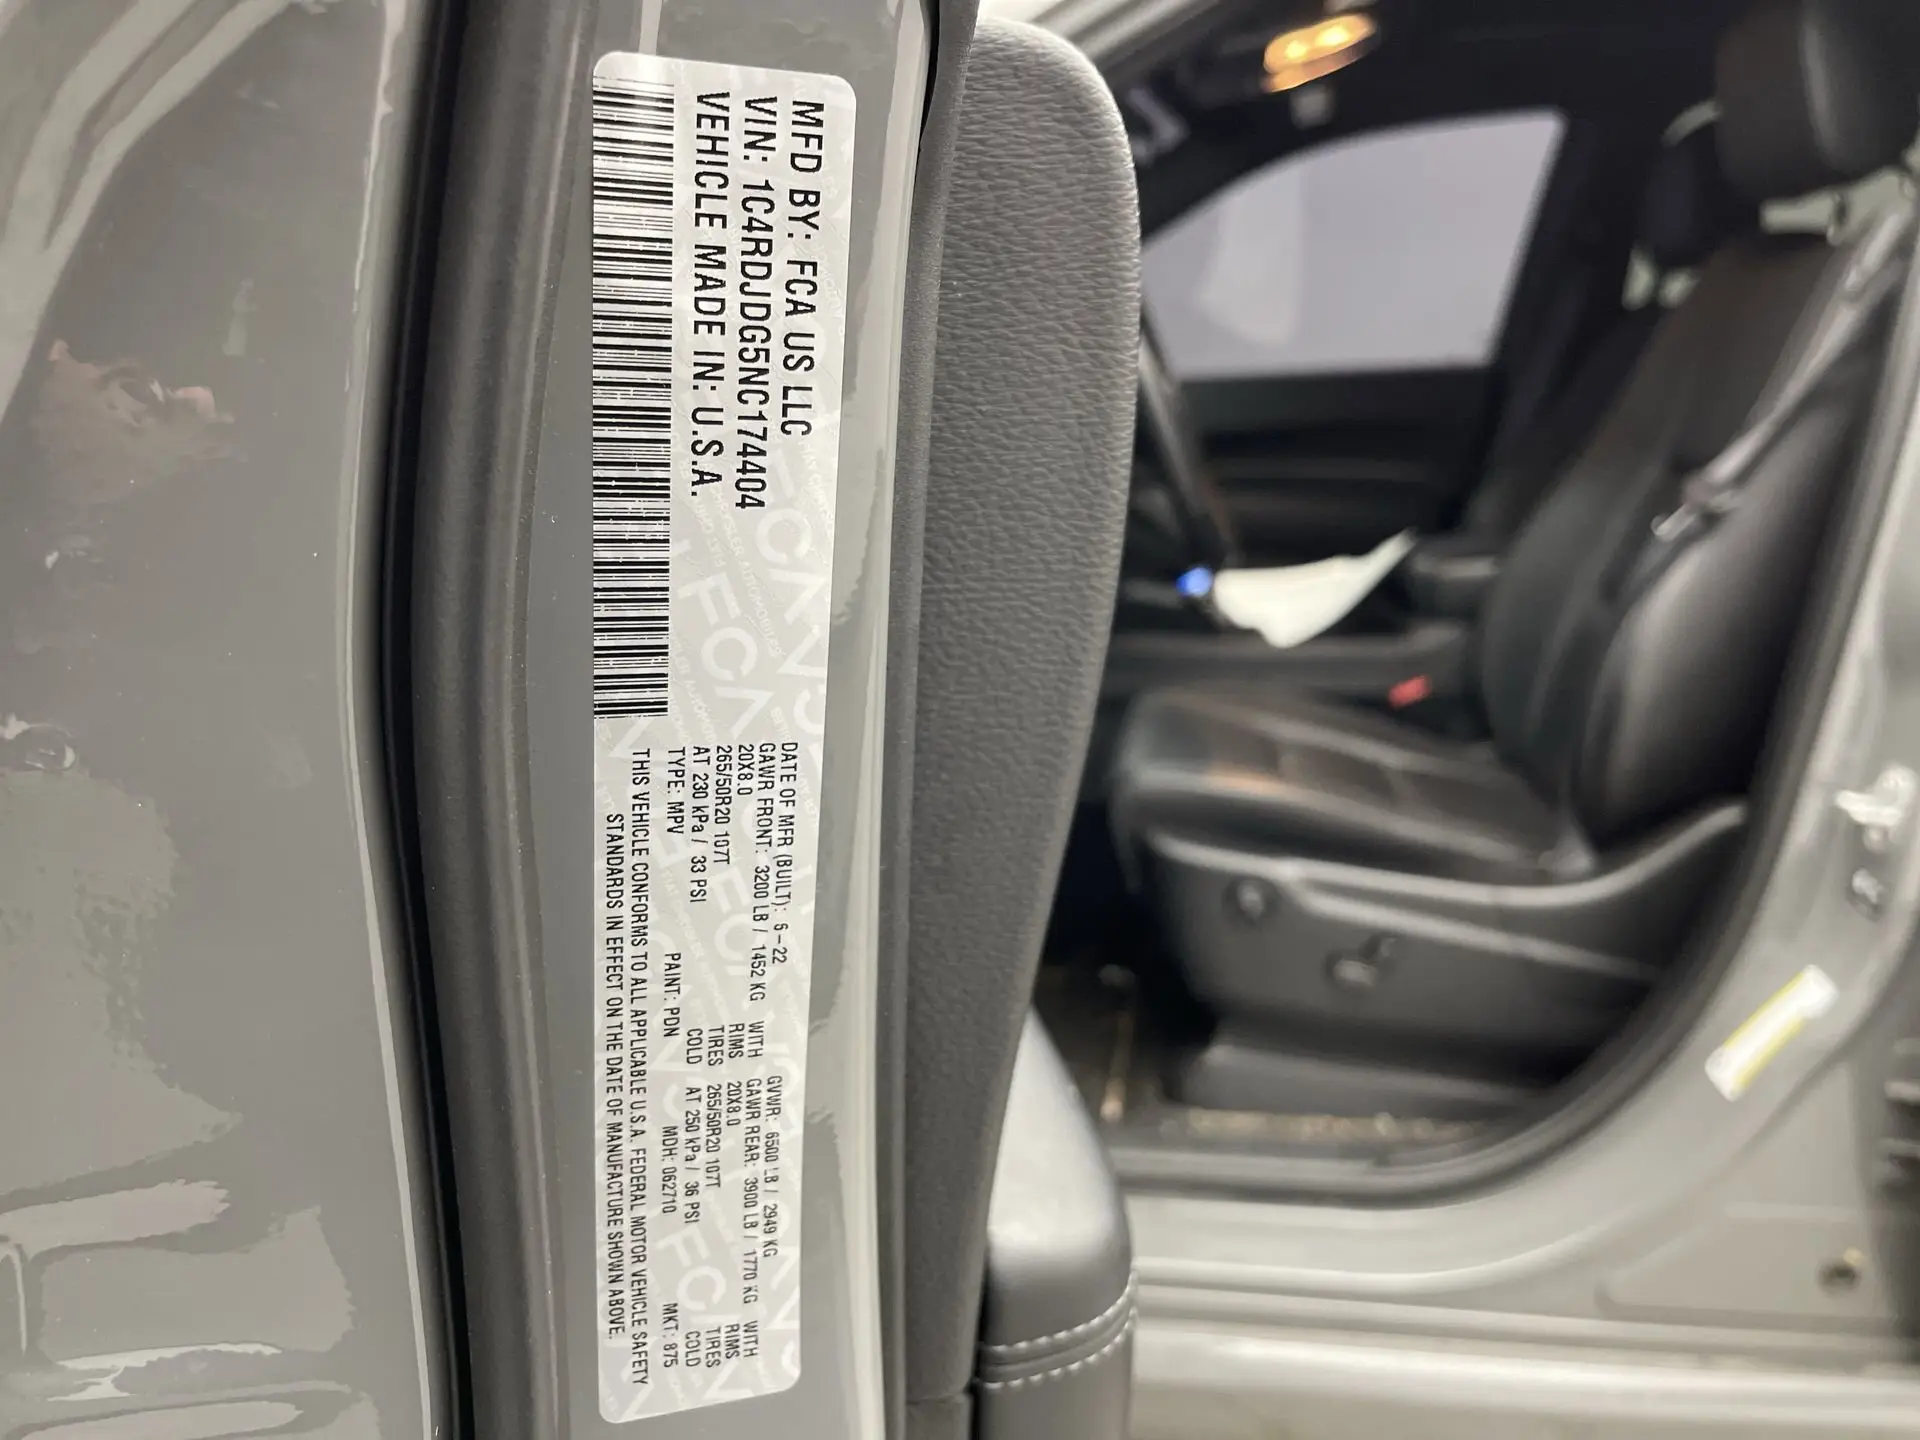 MFD BY: FCA US LLC
VIN: 1C4RDJDG5NC174404
VEHICLE MADE IN: U.S.A.
DATE OF MFR (BUILT): 6-22 GVWR: 6500 LB / 2949 KG
GAWR FRONT: 3200 LB / 1452 KG WITH GAWR REAR: 3900 LB / 1770 KG WITH
20X8.0 RIMS 20X8.0 RIMS
265/50R20 107T TIRES 265/50R20 107T TIRES
AT 230 kPa / 33 PSI COLD AT 250 kPa / 36 PSI COLD
TYPE: MPV PAINT: PDN MDH: 062710 MKT: 875
THIS VEHICLE CONFORMS TO ALL APPLICABLE U.S.A. FEDERAL MOTOR VEHICLE SAFETY
STANDARDS IN EFFECT ON THE DATE OF MANUFACTURE SHOWN ABOVE.